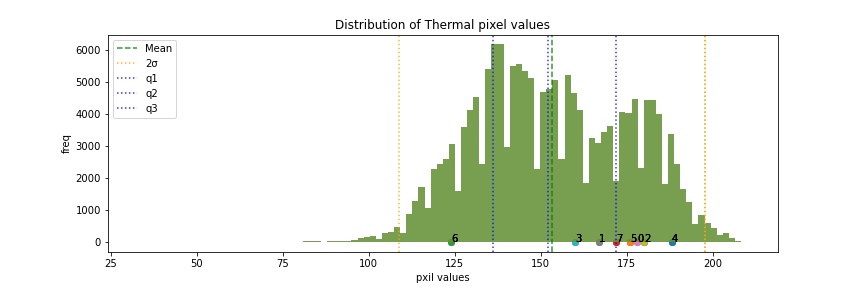 Distribution of Thermal pixel values
Mean
2σ
q1
q2
q3
freq
6000
5000
4000
3000
2000
1000
0
6 3 1 7 5 0 2 4
25 50 75 100 125 150 175 200
pxil values